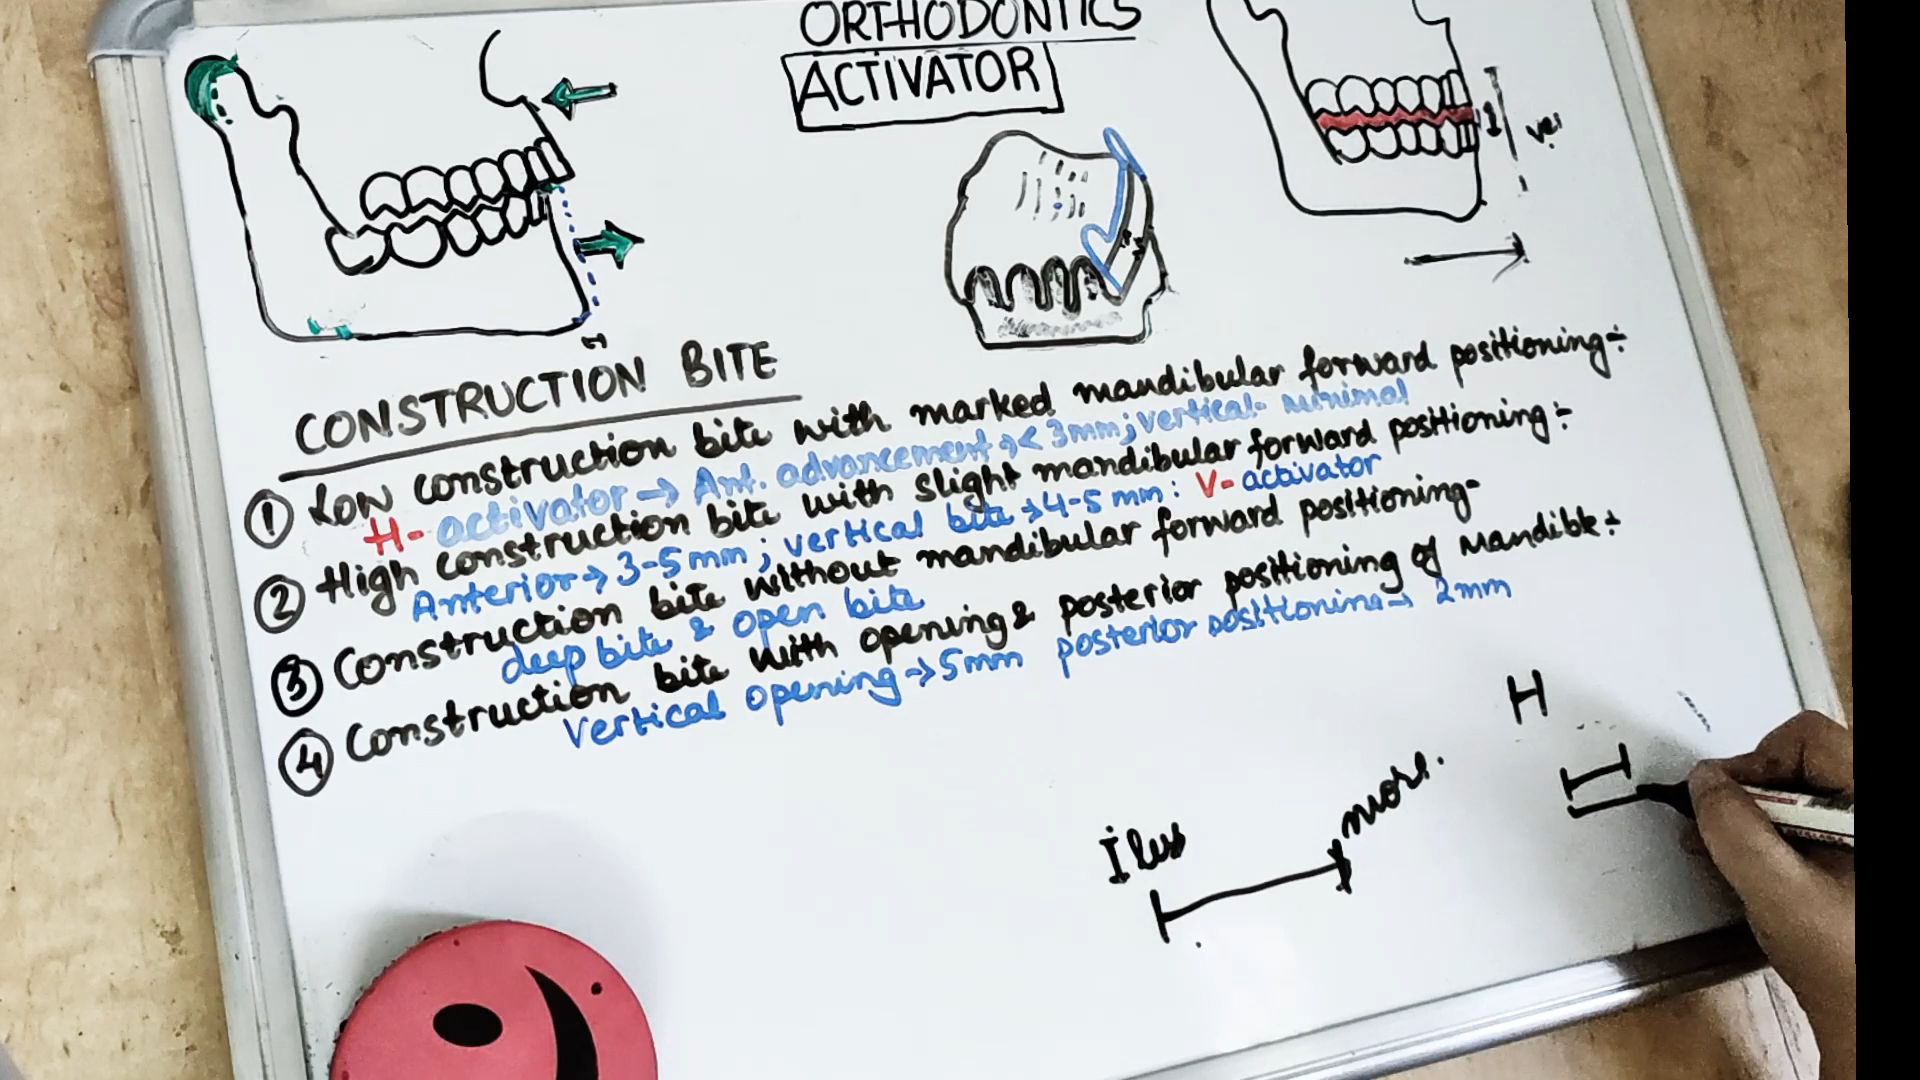 ORTHODONTICS
ACTIVATOR
CONSTRUCTION BITE
① Low construction bite with marked mandibular forward positioning÷
H- activator → Ant. advancement → < 3mm; vertical- minimal
② High construction bite with slight mandibular forward positioning:-
Anterior → 3-5mm; vertical bite → 4-5 mm: V- activator
③ Construction bite without mandibular forward positioning-
deep bite & open bite
④ Construction bite with opening & posterior positioning of Mandible÷
Vertical opening → 5mm posterior positioning → 2mm
H
more.